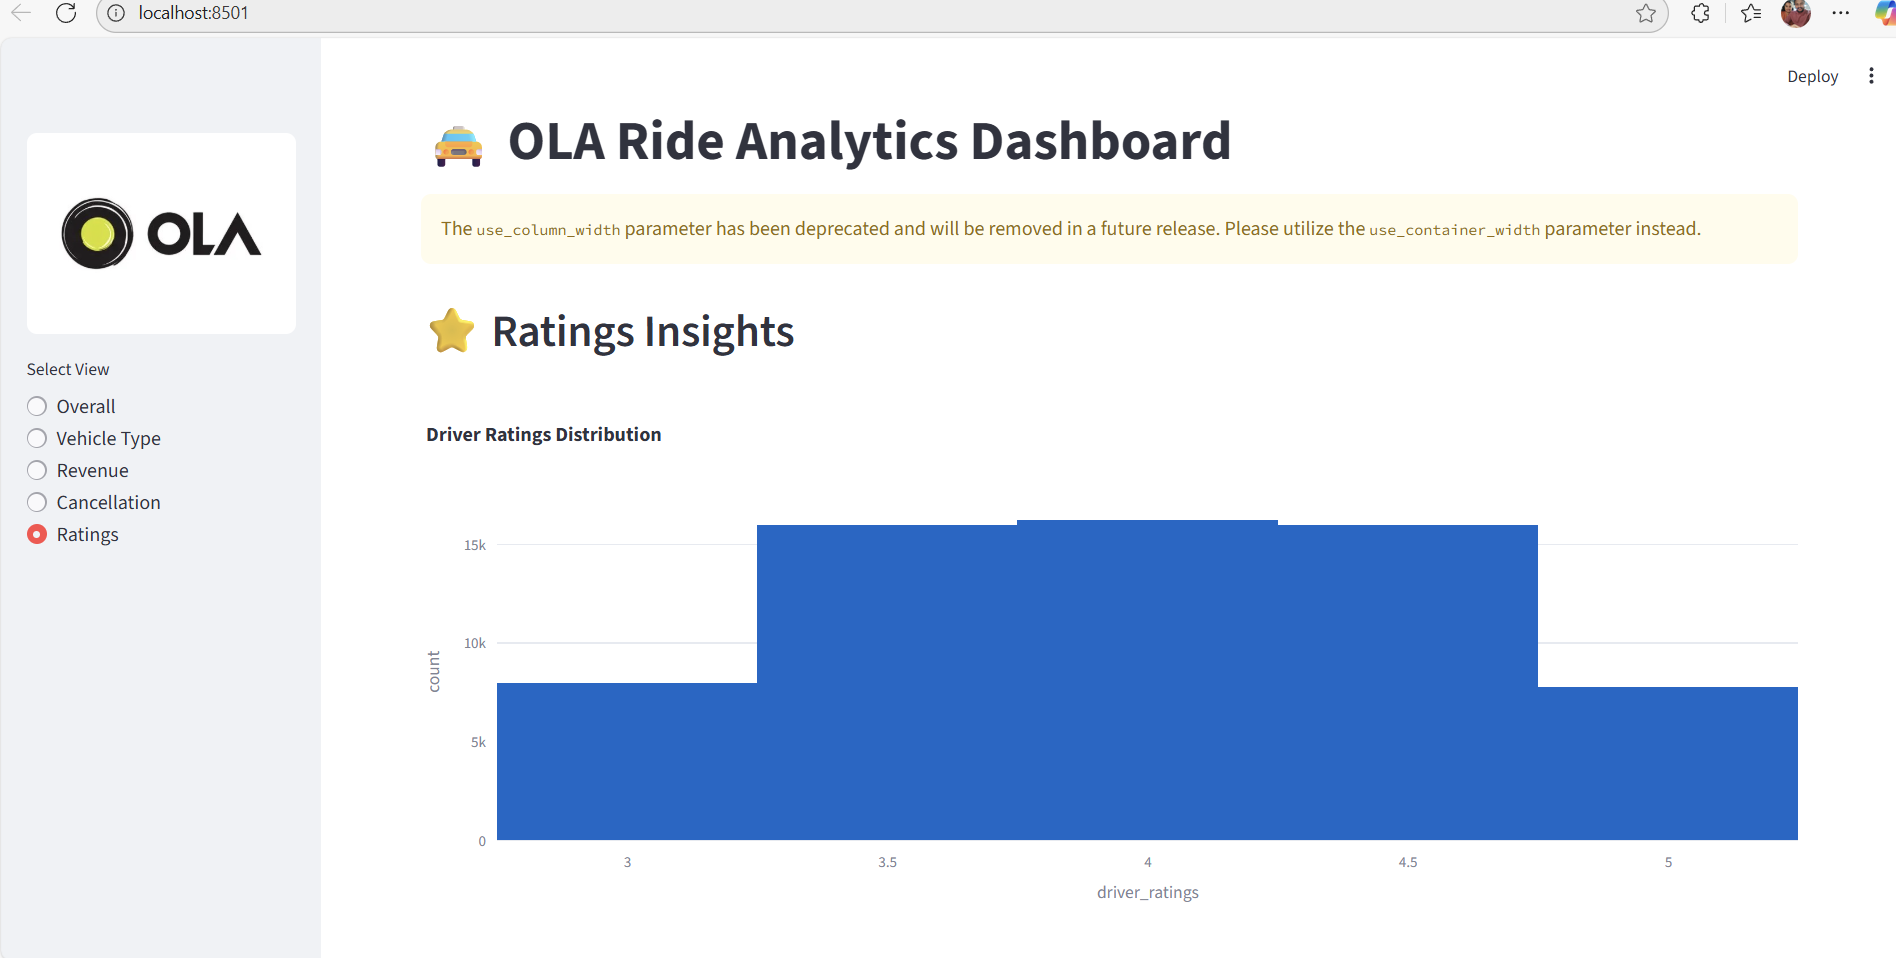 localhost:8501
Deploy
OLA
Select View
Overall
Vehicle Type
Revenue
Cancellation
Ratings
OLA Ride Analytics Dashboard
The use_column_width parameter has been deprecated and will be removed in a future release. Please utilize the use_container_width parameter instead.
Ratings Insights
Driver Ratings Distribution
15k
10k
5k
0
count
3
3.5
4
4.5
5
driver_ratings